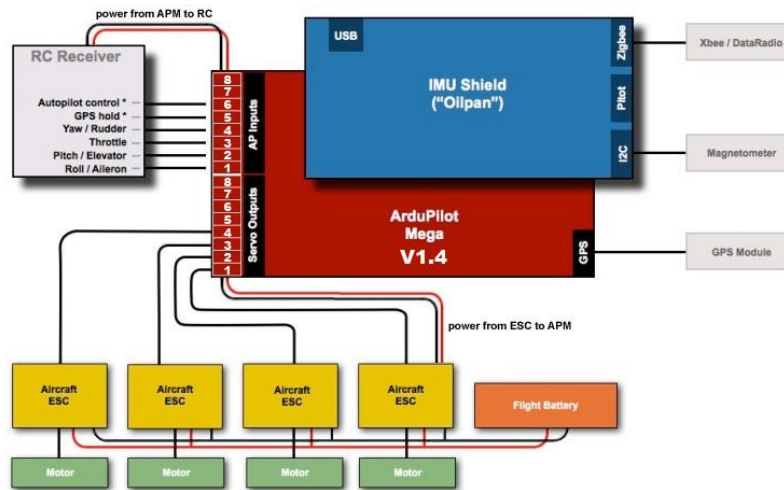 power from APM to RC
USB
Zigbee
Xbee / DataRadio
RC Receiver
IMU Shield
("Oilpan")
Pitot
Autopilot control *
GPS hold *
Yaw / Rudder
Throttle
Pitch / Elevator
Roll / Aileron
8
7
6
5
4
3
2
1
AP Inputs
I2C
Magnetometer
8
7
6
5
4
3
2
1
Servo Outputs
ArduPilot
Mega
V1.4
GPS
GPS Module
power from ESC to APM
Aircraft
ESC
Aircraft
ESC
Aircraft
ESC
Aircraft
ESC
Flight Battery
Motor
Motor
Motor
Motor